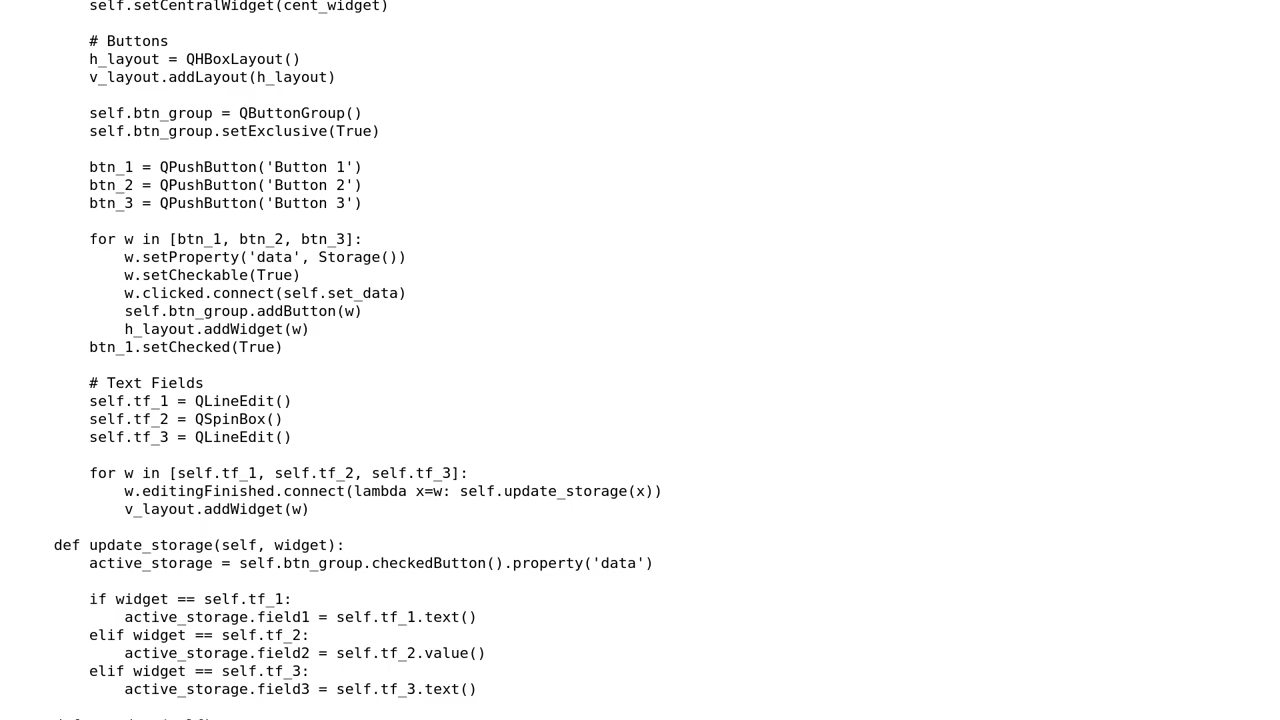 self.setCentralWidget(cent_widget)
# Buttons
h_layout = QHBoxLayout()
v_layout.addLayout(h_layout)
self.btn_group = QButtonGroup()
self.btn_group.setExclusive(True)
btn_1 = QPushButton('Button 1')
btn_2 = QPushButton('Button 2')
btn_3 = QPushButton('Button 3')
for w in [btn_1, btn_2, btn_3]:
w.setProperty('data', Storage())
w.setCheckable(True)
w.clicked.connect(self.set_data)
self.btn_group.addButton(w)
h_layout.addWidget(w)
btn_1.setChecked(True)
# Text Fields
self.tf_1 = QLineEdit()
self.tf_2 = QSpinBox()
self.tf_3 = QLineEdit()
for w in [self.tf_1, self.tf_2, self.tf_3]:
w.editingFinished.connect(lambda x=w: self.update_storage(x))
v_layout.addWidget(w)
def update_storage(self, widget):
active_storage = self.btn_group.checkedButton().property('data')
if widget == self.tf_1:
active_storage.field1 = self.tf_1.text()
elif widget == self.tf_2:
active_storage.field2 = self.tf_2.value()
elif widget == self.tf_3:
active_storage.field3 = self.tf_3.text()